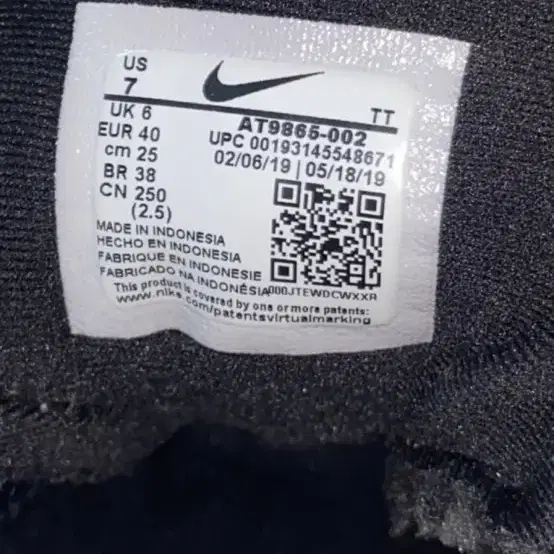 US
7
TT
UK 6
EUR 40
cm 25
BR 38
CN 250
(2.5)
AT9865-002
UPC 00193145548671
02/06/19 | 05/18/19
MADE IN INDONESIA
HECHO EN INDONESIA
FABRIQUE EN INDONESIE
FABRICADO NA INDONÉSIA
000JTEWDCWXXR
This product is covered by one or more patents:
www.nike.com/patentsvirtualmarking